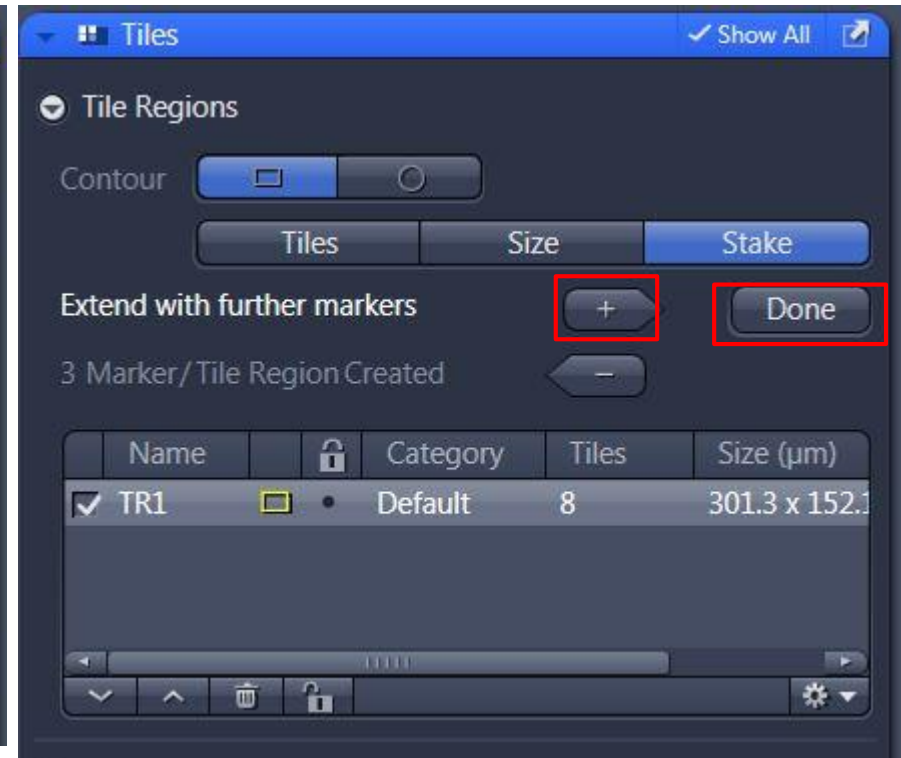 Tiles Show All
Tile Regions
Contour
Tiles Size Stake
Extend with further markers + Done
3 Marker/Tile Region Created −
Name Category Tiles Size (µm)
TR1 Default 8 301.3 x 152.1